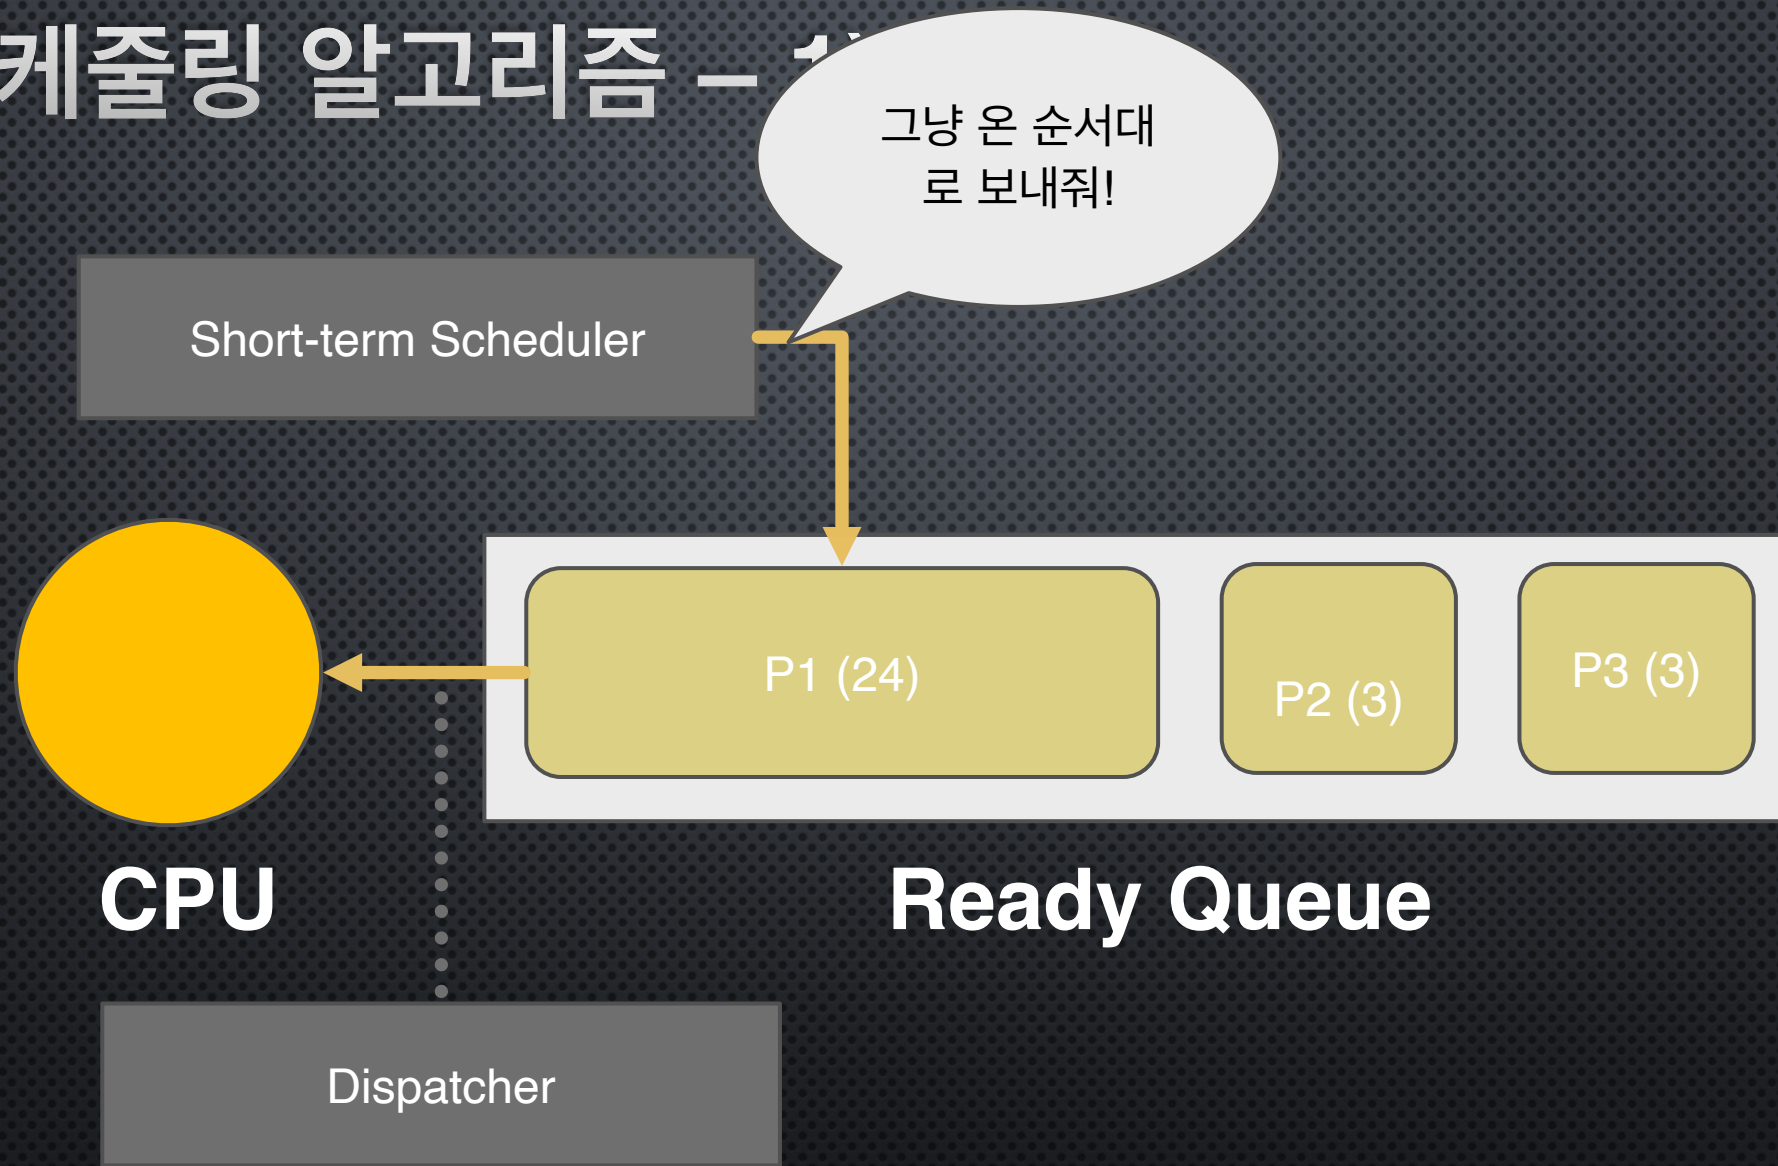 케줄링 알고리즘 –
그냥 온 순서대
로 보내줘!
Short-term Scheduler
P1 (24)
P2 (3)
P3 (3)
CPU
Ready Queue
Dispatcher